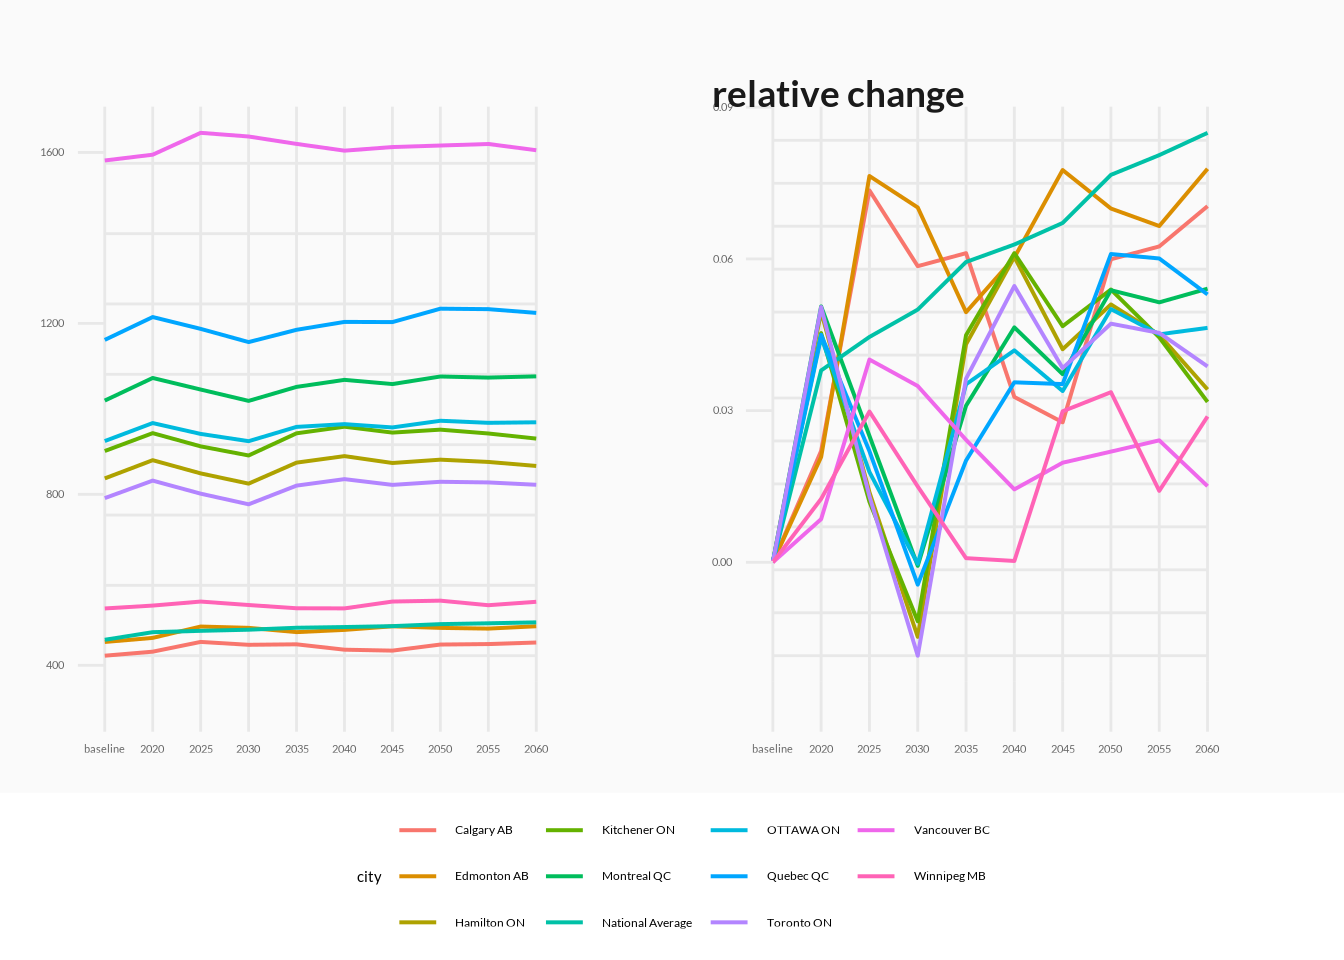 relative change
0.09
1600
1200
800
400
0.06
0.03
0.00
baseline 2020 2025 2030 2035 2040 2045 2050 2055 2060
baseline 2020 2025 2030 2035 2040 2045 2050 2055 2060
Calgary AB Kitchener ON OTTAWA ON Vancouver BC
city Edmonton AB Montreal QC Quebec QC Winnipeg MB
Hamilton ON National Average Toronto ON